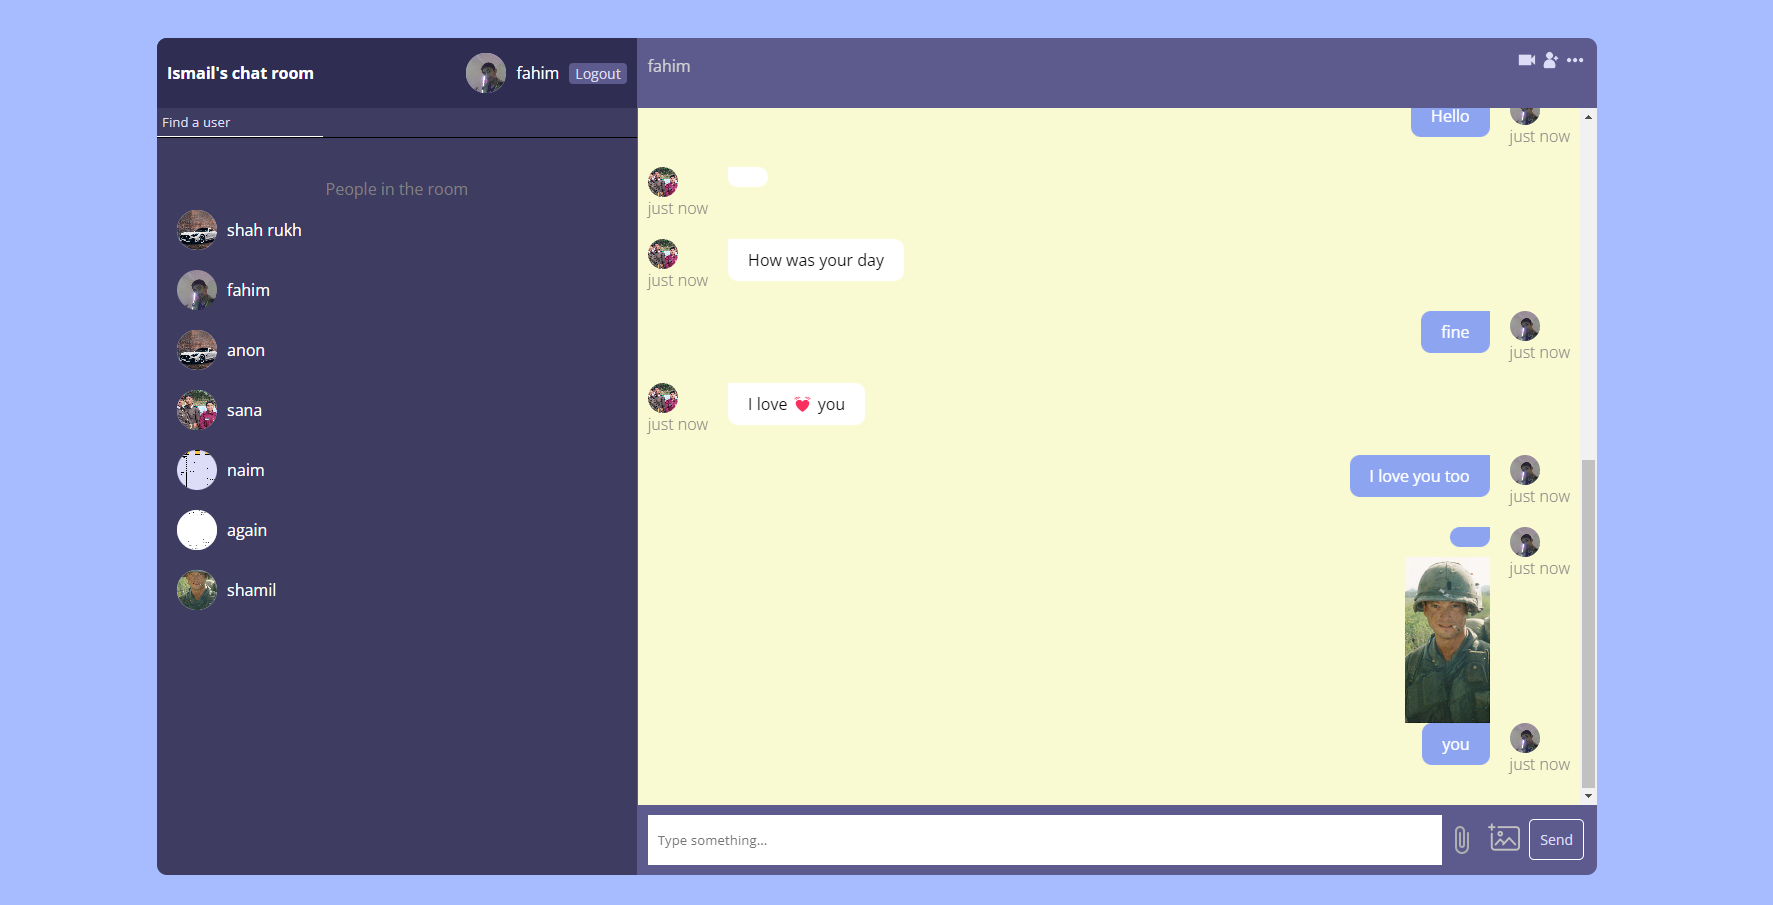 Ismail's chat room
fahim
Logout
Find a user
People in the room
shah rukh
fahim
anon
sana
naim
again
shamil
fahim
Hello
just now
just now
How was your day
just now
fine
just now
I love 💓 you
just now
I love you too
just now
just now
you
just now
Type something...
Send